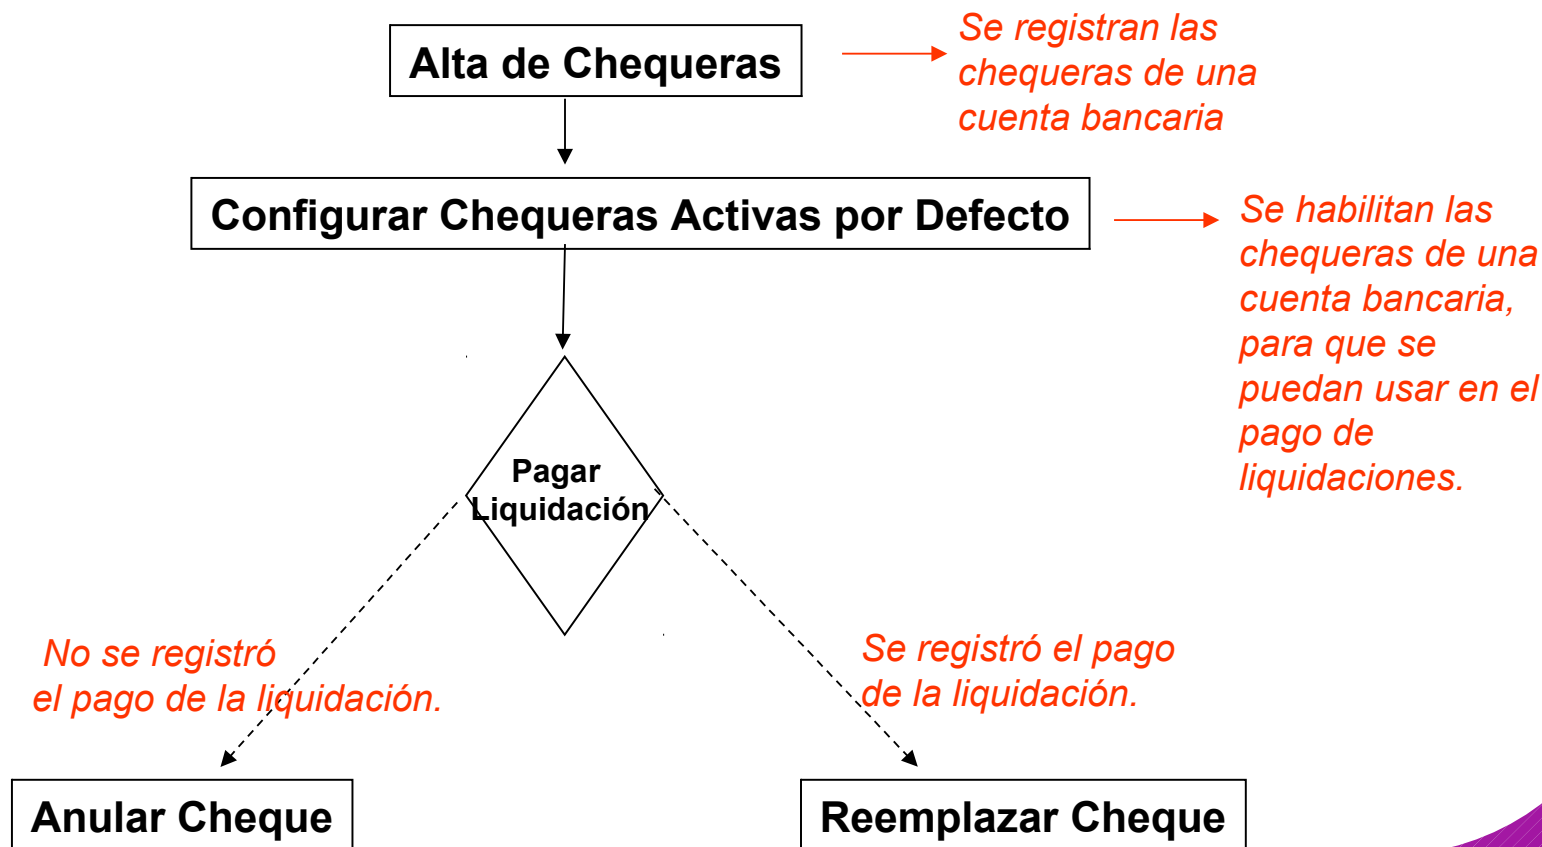 Alta de Chequeras
Se registran las
chequeras de una
cuenta bancaria
Configurar Chequeras Activas por Defecto
Se habilitan las
chequeras de una
cuenta bancaria,
para que se
puedan usar en el
pago de
liquidaciones.
Pagar
Liquidación
No se registró
el pago de la liquidación.
Se registró el pago
de la liquidación.
Anular Cheque
Reemplazar Cheque